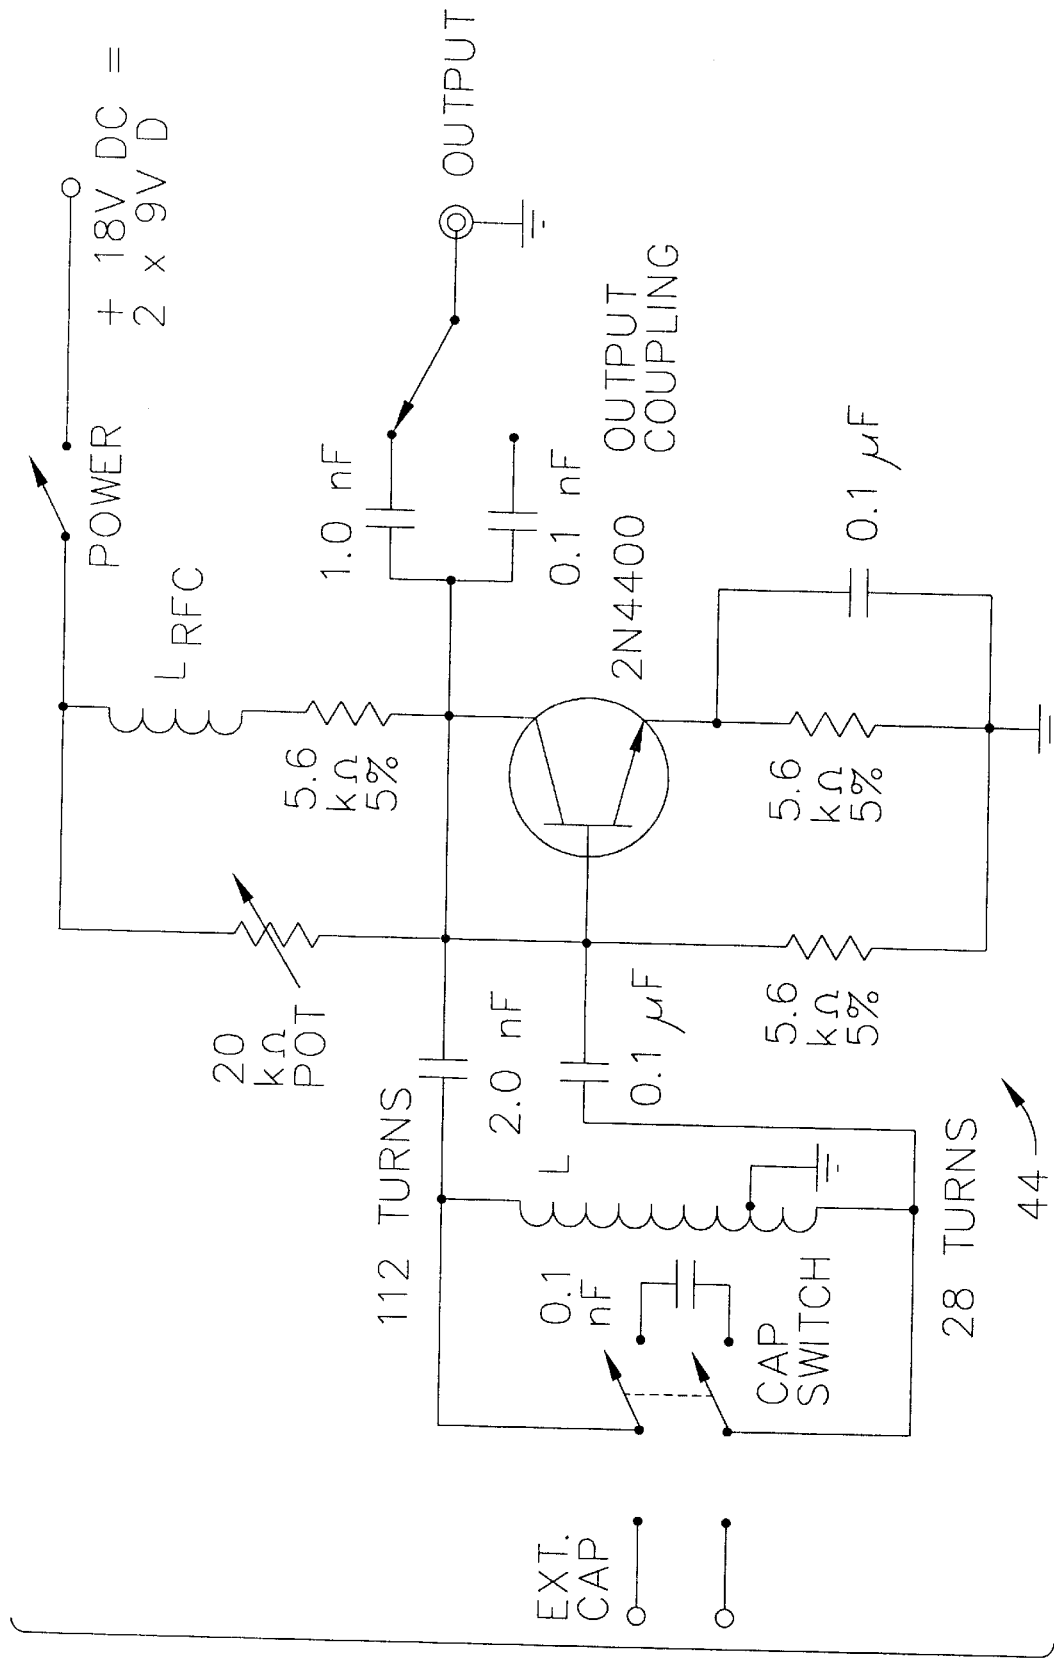 + 18V DC =
2 x 9V D
POWER
L RFC
20
kΩ
POT
5.6
kΩ
5%
1.0 nF
OUTPUT
0.1 nF
OUTPUT
COUPLING
2N4400
112 TURNS
2.0 nF
0.1 μF
L
0.1
nF
CAP
SWITCH
EXT.
CAP
28 TURNS
5.6
kΩ
5%
5.6
kΩ
5%
0.1 μF
44